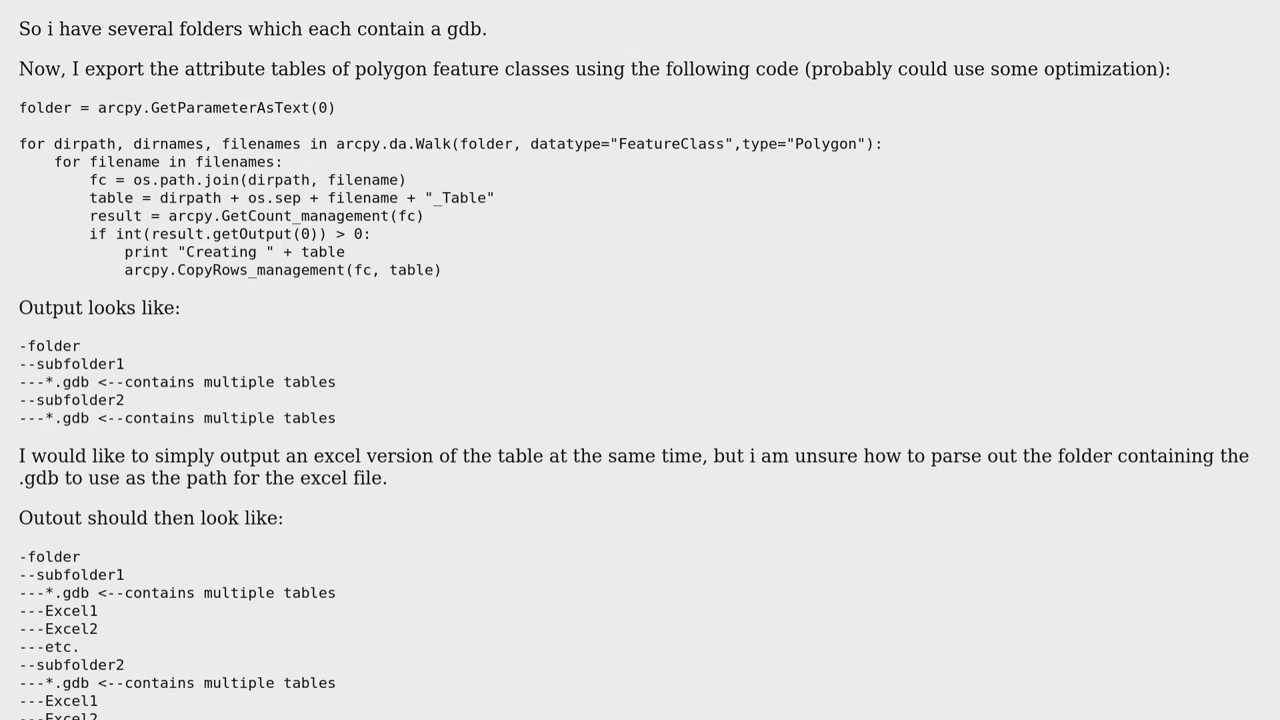 So i have several folders which each contain a gdb.
Now, I export the attribute tables of polygon feature classes using the following code (probably could use some optimization):
folder = arcpy.GetParameterAsText(0)
for dirpath, dirnames, filenames in arcpy.da.Walk(folder, datatype="FeatureClass",type="Polygon"):
    for filename in filenames:
        fc = os.path.join(dirpath, filename)
        table = dirpath + os.sep + filename + "_Table"
        result = arcpy.GetCount_management(fc)
        if int(result.getOutput(0)) > 0:
            print "Creating " + table
            arcpy.CopyRows_management(fc, table)
Output looks like:
-folder
--subfolder1
---*.gdb <--contains multiple tables
--subfolder2
---*.gdb <--contains multiple tables
I would like to simply output an excel version of the table at the same time, but i am unsure how to parse out the folder containing the
.gdb to use as the path for the excel file.
Outout should then look like:
-folder
--subfolder1
---*.gdb <--contains multiple tables
---Excel1
---Excel2
---etc.
--subfolder2
---*.gdb <--contains multiple tables
---Excel1
---Excel2